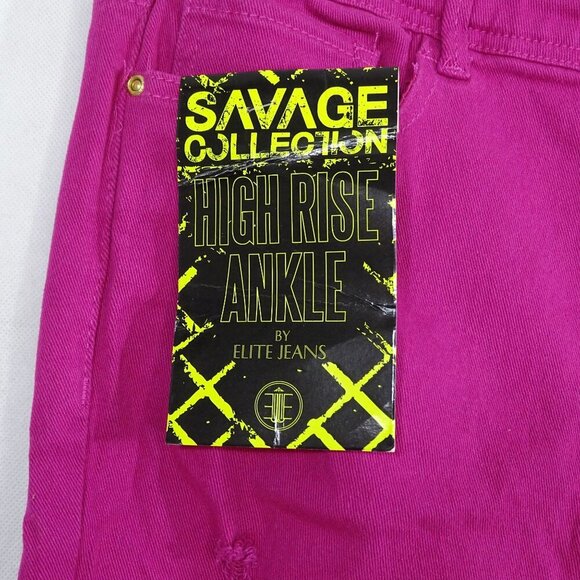 SAVAGE
COLLECTION
HIGH RISE
ANKLE
BY
ELITE JEANS